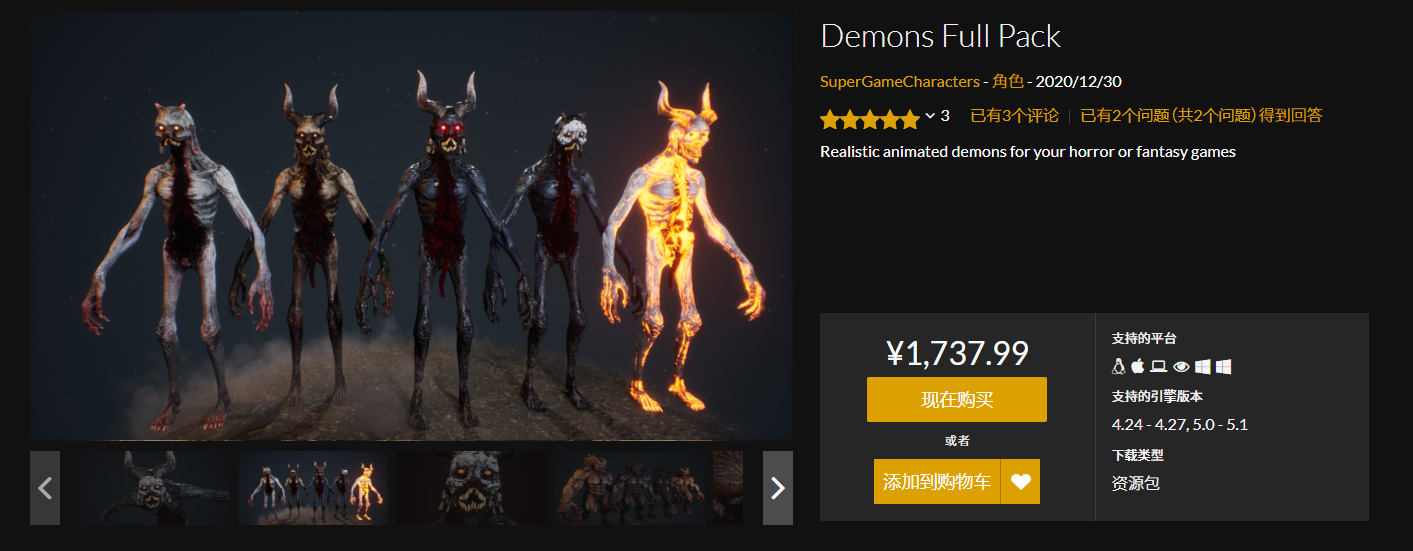 Demons Full Pack
SuperGameCharacters - 角色 - 2020/12/30
3 已有3个评论 | 已有2个问题 (共2个问题) 得到回答
Realistic animated demons for your horror or fantasy games
¥1,737.99
现在购买
或者
添加到购物车
支持的平台
支持的引擎版本
4.24 - 4.27, 5.0 - 5.1
下载类型
资源包